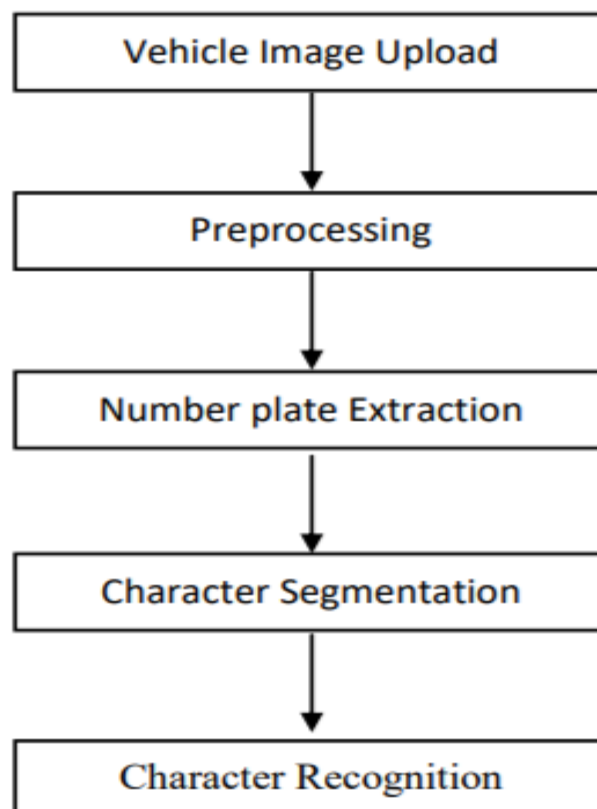 Vehicle Image Upload
Preprocessing
Number plate Extraction
Character Segmentation
Character Recognition